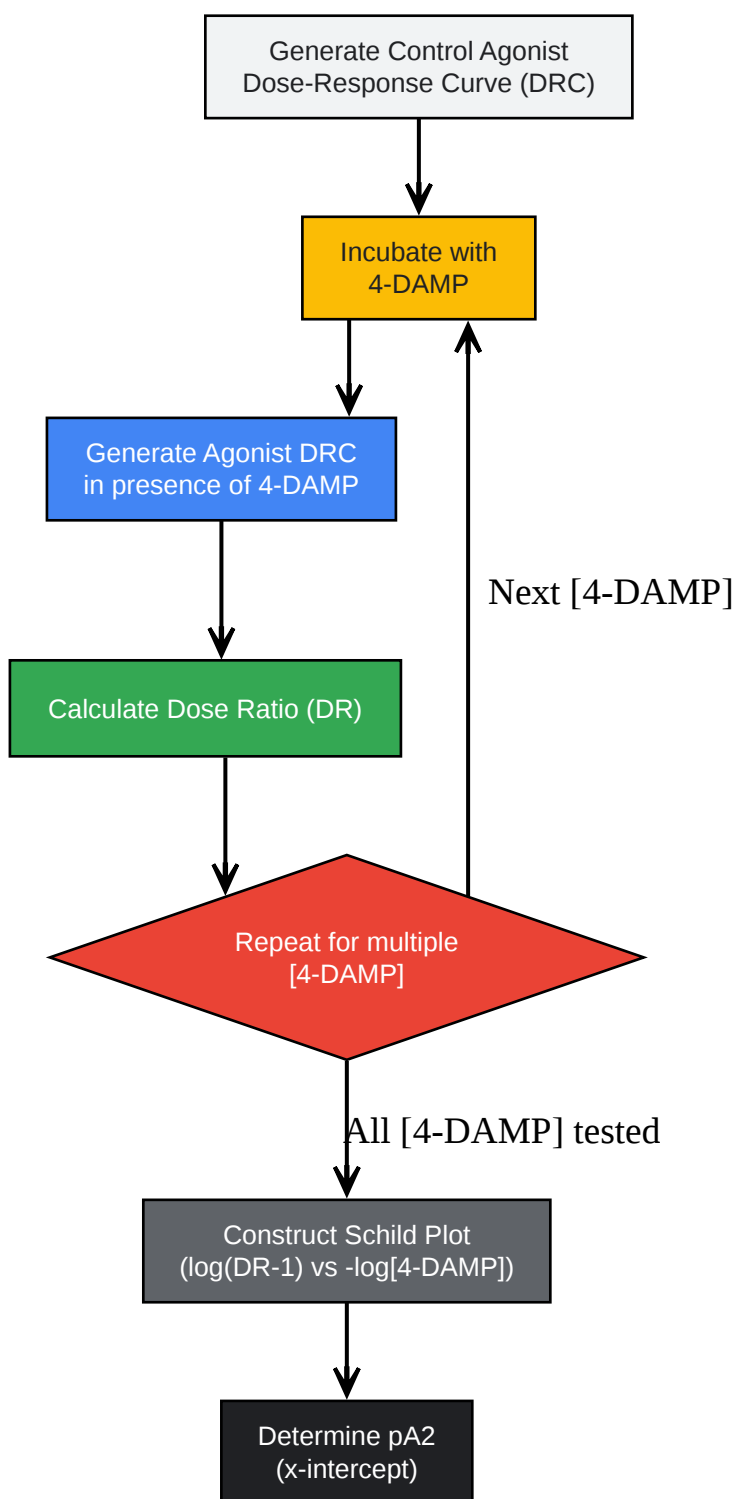 Generate Control Agonist
Dose-Response Curve (DRC)
Incubate with
4-DAMP
Generate Agonist DRC
in presence of 4-DAMP
Next [4-DAMP]
Calculate Dose Ratio (DR)
Repeat for multiple
[4-DAMP]
All [4-DAMP] tested
Construct Schild Plot
(log(DR-1) vs -log[4-DAMP])
Determine pA2
(x-intercept)